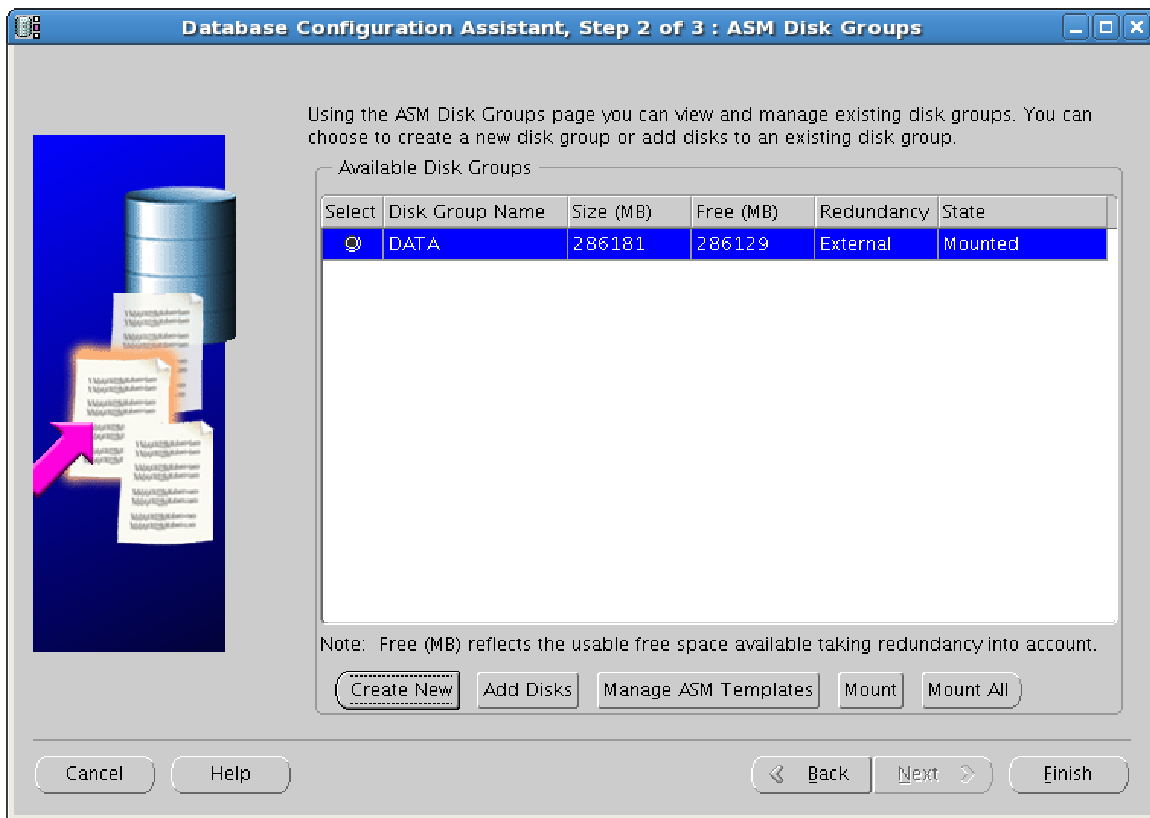 Database Configuration Assistant, Step 2 of 3 : ASM Disk Groups
Using the ASM Disk Groups page you can view and manage existing disk groups. You can
choose to create a new disk group or add disks to an existing disk group.
Available Disk Groups
Select Disk Group Name Size (MB) Free (MB) Redundancy State
DATA 286181 286129 External Mounted
Note: Free (MB) reflects the usable free space available taking redundancy into account.
Create New Add Disks Manage ASM Templates Mount Mount All
Cancel Help Back Next Finish